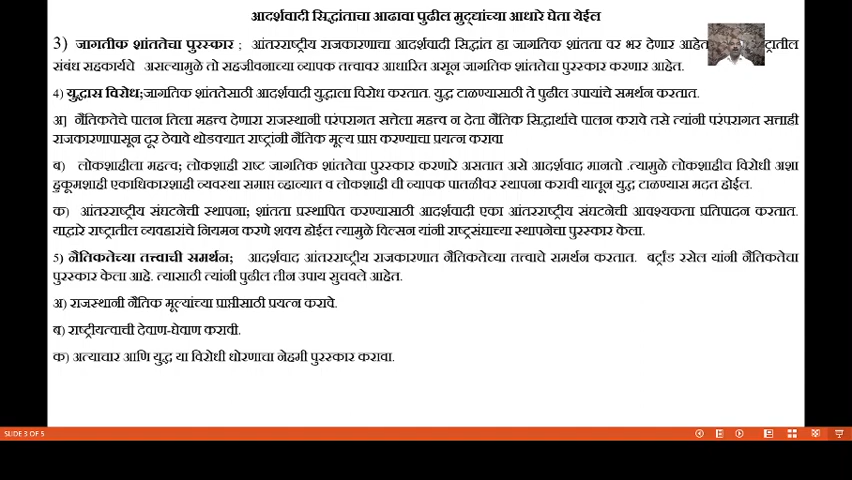 आदर्शवादी सिद्धांताचा आढावा पुढील मुद्द्यांच्या आधारे घेता येईल
3) जागतीक शांततेचा पुरस्कार ; आंतरराष्ट्रीय राजकारणाचा आदर्शवादी सिद्धांत हा जागतिक शांतता वर भर देणार आहेत
संबंध सहकार्यचे असल्यामुळे तो सहजीवनाच्या व्यापक तत्त्वावर आधारित असून जागतिक शांततेचा पुरस्कार करणार आहेत.
4) युद्धास विरोध;जागतिक शांततेसाठी आदर्शवादी युद्धाला विरोध करतात. युद्ध टाळण्यासाठी ते पुढील उपायांचे समर्थन करतात.
अ] नैतिकतेचे पालन तिला महत्त्व देणारा राजस्थानी परंपरागत सत्तेला महत्त्व न देता नैतिक सिद्धार्थाचे पालन करावे तसे त्यांनी परंपरागत सत्ताही
राजकारणापासून दूर ठेवावे थोडक्यात राष्ट्रांनी नैतिक मूल्य प्राप्त करण्याचा प्रयत्न करावा
ब) लोकशाहीला महत्व; लोकशाही राष्ट जागतिक शांततेचा पुरस्कार करणारे असतात असे आदर्शवाद मानतो .त्यामुळे लोकशाहीच विरोधी अशा
हुकूमशाही एकाधिकारशाही व्यवस्था समाप्त व्हाव्यात व लोकशाही ची व्यापक पातळीवर स्थापना करावी यातून युद्ध टाळण्यास मदत होईल.
क) आंतरराष्ट्रीय संघटनेची स्थापना; शांतता प्रस्थापित करण्यासाठी आदर्शवादी एका आंतरराष्ट्रीय संघटनेची आवश्यकता प्रतिपादन करतात.
याद्वारे राष्ट्रातील व्यवहारांचे नियमन करणे शक्य होईल त्यामुळे विल्सन यांनी राष्ट्रसंघाच्या स्थापनेचा पुरस्कार केला.
5) नैतिकतेच्या तत्त्वाची समर्थन; आदर्शवाद आंतरराष्ट्रीय राजकारणात नैतिकतेच्या तत्त्वाचे समर्थन करतात. बर्ट्रांड रसेल यांनी नैतिकतेचा
पुरस्कार केला आहे. त्यासाठी त्यांनी पुढील तीन उपाय सुचवले आहेत.
अ) राजस्थानी नैतिक मूल्यांच्या प्राप्तीसाठी प्रयत्न करावे.
ब) राष्ट्रीयत्वाची देवाण-घेवाण करावी.
क) अत्याचार आणि युद्ध या विरोधी धोरणाचा नेहमी पुरस्कार करावा.
SLIDE 3 OF 5